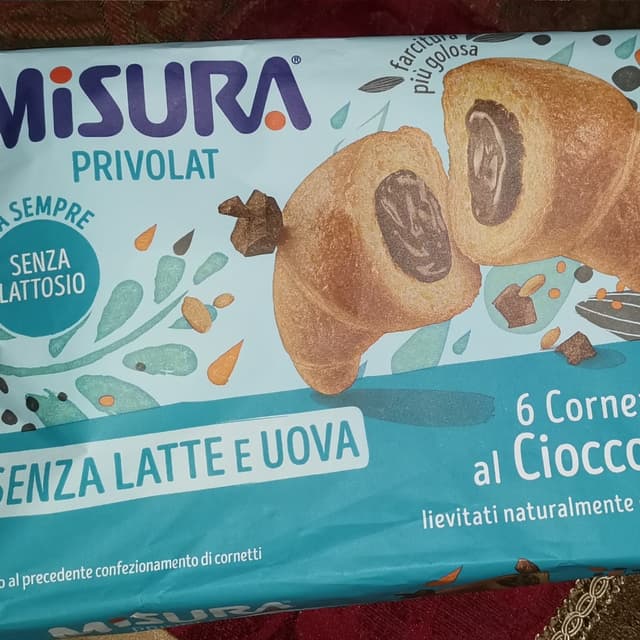 MiSURA®
PRIVOLAT
farcitura
più golosa
SEMPRE
SENZA
LATTOSIO
SENZA LATTE E UOVA
6 Corne
al Ciocco
lievitati naturalmente
al precedente confezionamento di cornetti
MiSURA